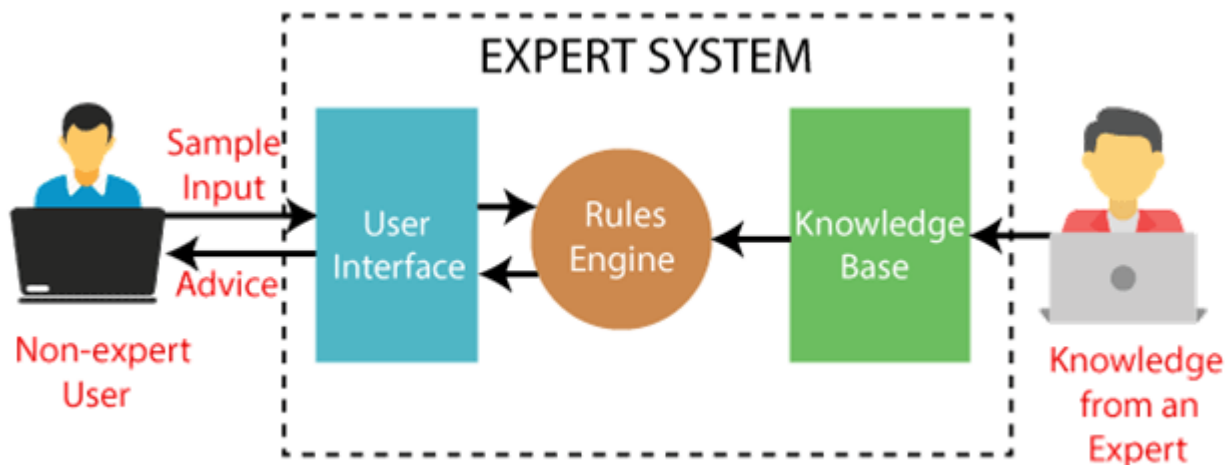 EXPERT SYSTEM
Sample
Input
Advice
Non-expert
User
User
Interface
Rules
Engine
Knowledge
Base
Knowledge
from an
Expert